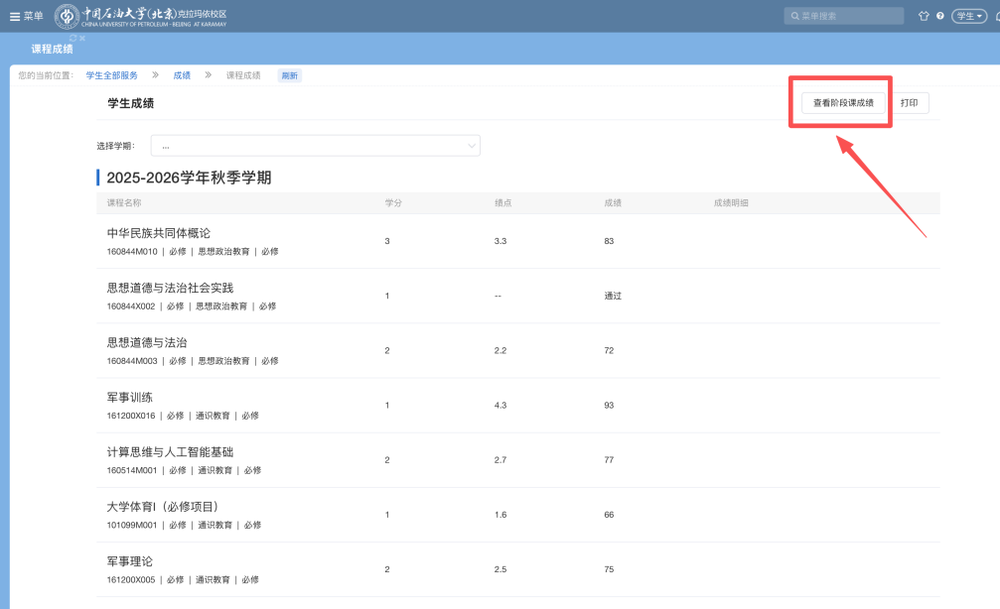 菜单
中国石油大学(北京)克拉玛依校区
CHINA UNIVERSITY OF PETROLEUM-BEIJING AT KARAMAY
菜单搜索
学生
课程成绩
您的当前位置: 学生全部服务 》 成绩 》 课程成绩 刷新
学生成绩
查看阶段课成绩 打印
选择学期: ...
2025-2026学年秋季学期
课程名称 学分 绩点 成绩 成绩明细
中华民族共同体概论
160844M010 | 必修 | 思想政治教育 | 必修
3 3.3 83
思想道德与法治社会实践
160844X002 | 必修 | 思想政治教育 | 必修
1 -- 通过
思想道德与法治
160844M003 | 必修 | 思想政治教育 | 必修
2 2.2 72
军事训练
161200X016 | 必修 | 通识教育 | 必修
1 4.3 93
计算思维与人工智能基础
160514M001 | 必修 | 通识教育 | 必修
2 2.7 77
大学体育I(必修项目)
101099M001 | 必修 | 通识教育 | 必修
1 1.6 66
军事理论
161200X005 | 必修 | 通识教育 | 必修
2 2.5 75